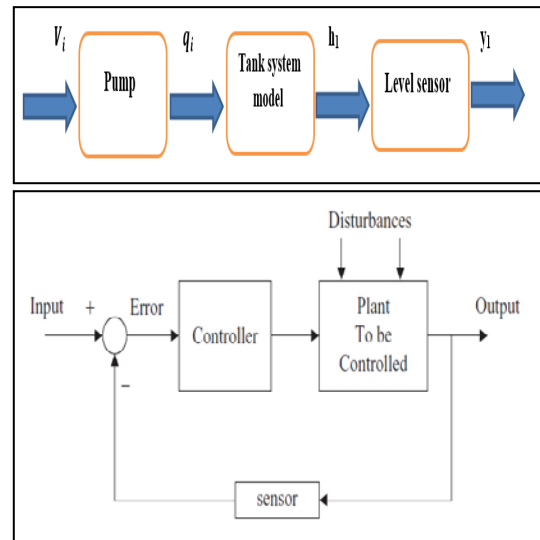 Vᵢ qᵢ h₁ y₁
Pump
Tank system
model
Level sensor
Disturbances
Input + Error
Controller
Plant
To be
Controlled
Output
−
sensor